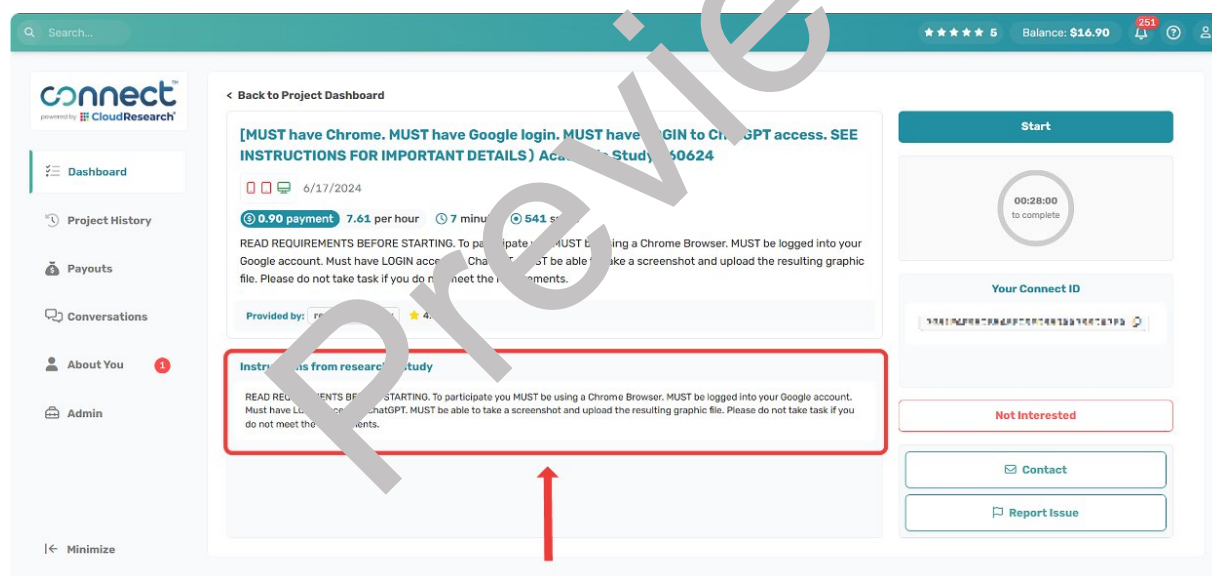 Search...
★★★★★ 5
Balance: $16.90
251
connect
powered by CloudResearch
Dashboard
Project History
Payouts
Conversations
About You
1
Admin
Minimize
< Back to Project Dashboard
[MUST have Chrome. MUST have Google login. MUST have to access. SEE
INSTRUCTIONS FOR IMPORTANT DETAILS) Study
6/17/2024
0.90 payment 7.61 per hour 7 541
READ REQUIREMENTS BEFORE STARTING. To MUST using a Chrome Browser. MUST be logged into your
Google account. Must have LOGIN be able take a screenshot and upload the resulting graphic
file. Please do not take task if you do meet the
Provided by:
Instructions from study
READ STARTING. To participate you MUST be using a Chrome Browser. MUST be logged into your Google account.
Must have MUST be able to take a screenshot and upload the resulting graphic file. Please do not take task if you
do not meet the
Start
00:28:00
to complete
Your Connect ID
Not Interested
Contact
Report Issue
Preview